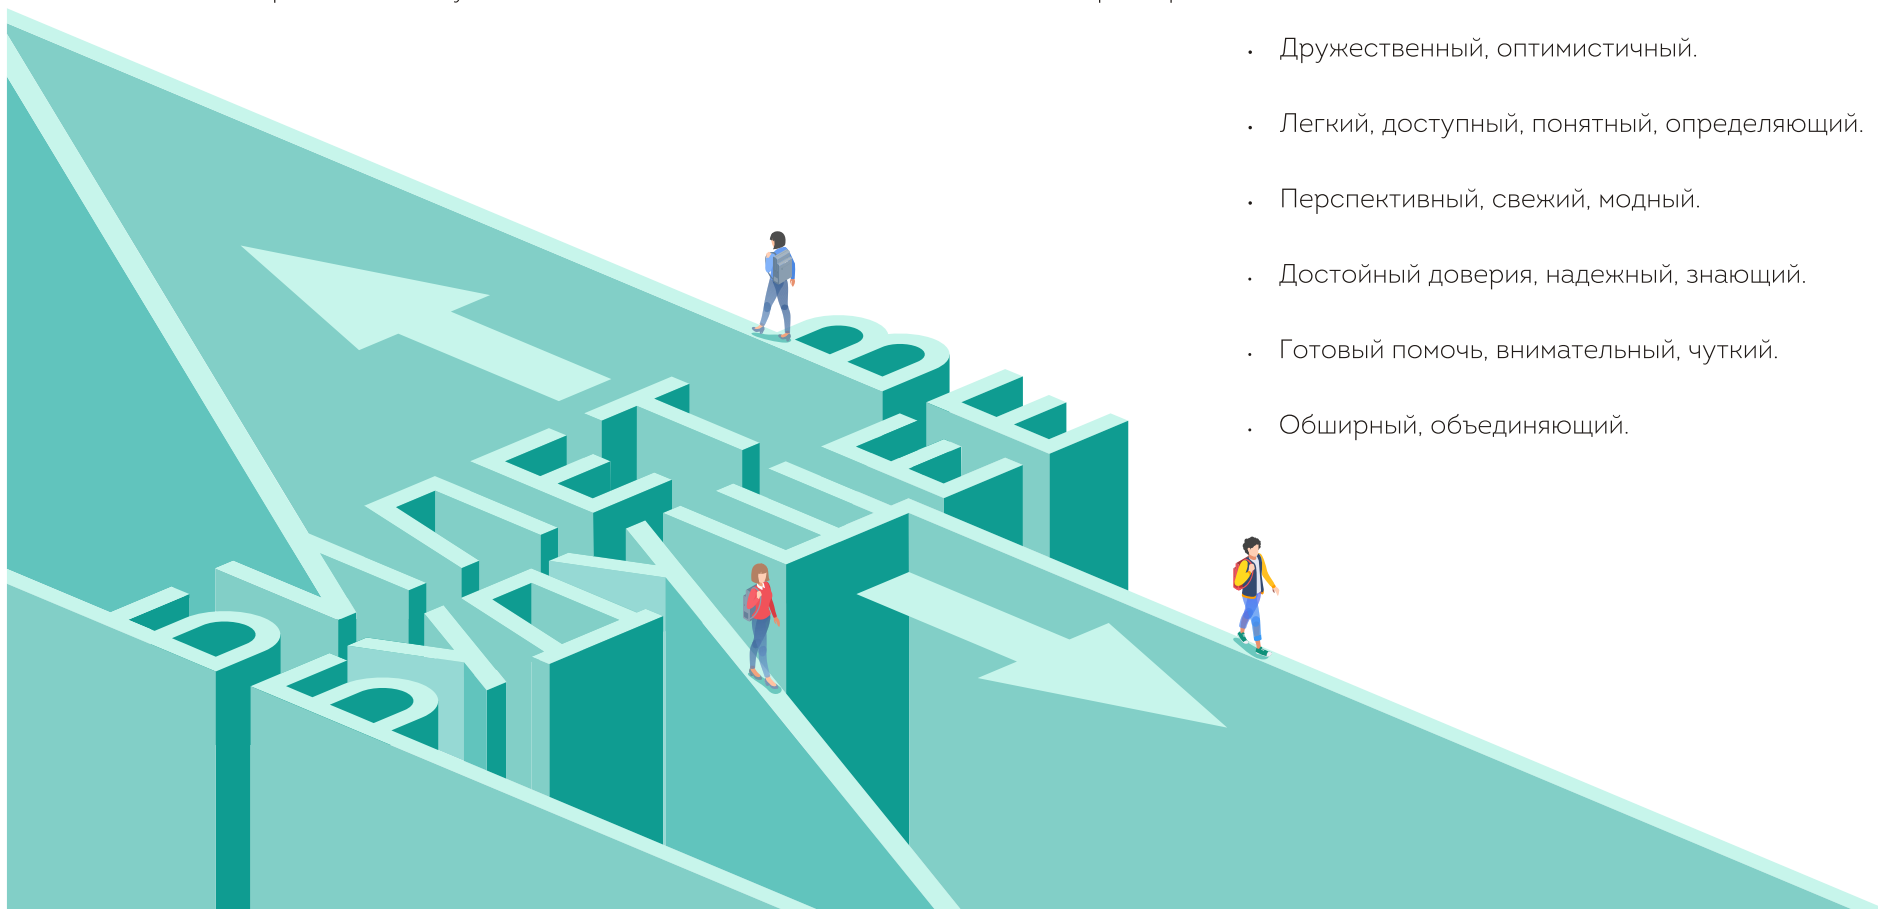 Дружественный, оптимистичный.
Легкий, доступный, понятный, определяющий.
Перспективный, свежий, модный.
Достойный доверия, надежный, знающий.
Готовый помочь, внимательный, чуткий.
Обширный, объединяющий.